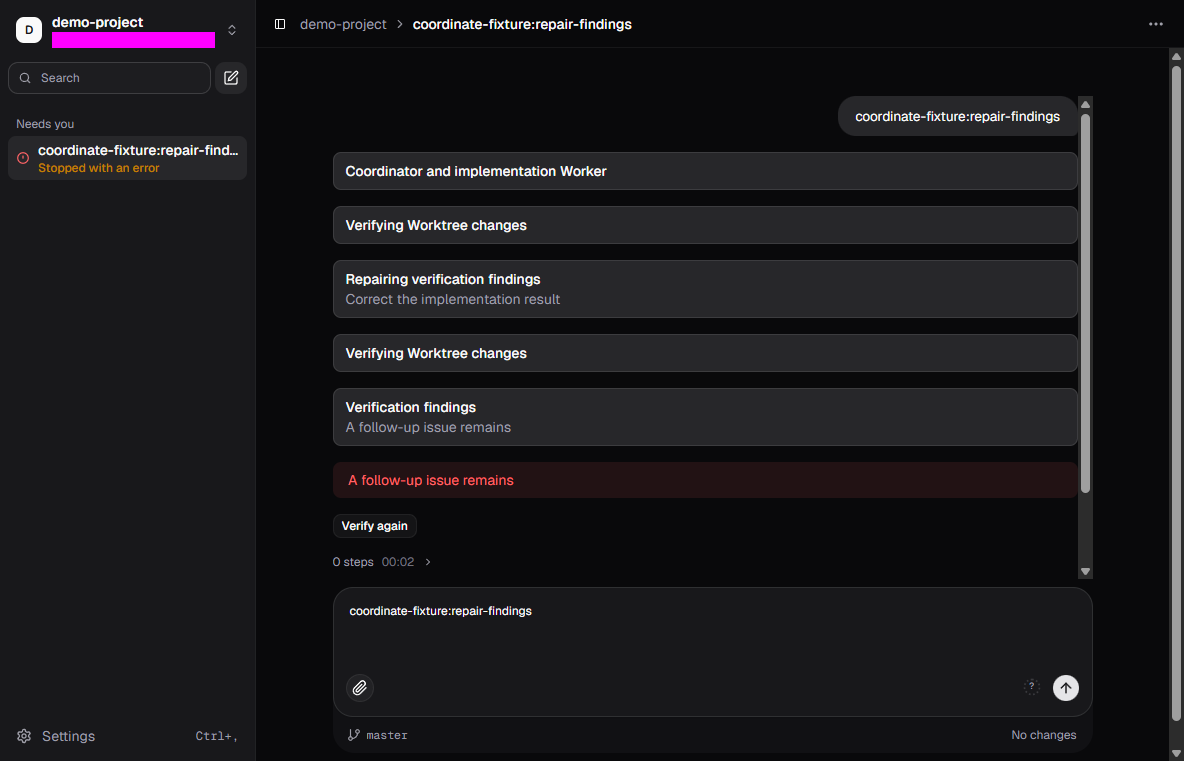 D
demo-project
Search
Needs you
coordinate-fixture:repair-find...
Stopped with an error
Settings
Ctrl+,
demo-project
coordinate-fixture:repair-findings
coordinate-fixture:repair-findings
Coordinator and implementation Worker
Verifying Worktree changes
Repairing verification findings
Correct the implementation result
Verifying Worktree changes
Verification findings
A follow-up issue remains
A follow-up issue remains
Verify again
0 steps 00:02
coordinate-fixture:repair-findings
?
master
No changes